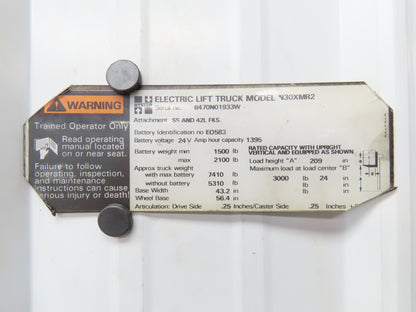 WARNING
Trained Operator Only
Read operating
manual located
on or near seat.
Failure to follow
operating, inspection,
and maintenance
instructions can cause
serious injury or death!
ELECTRIC LIFT TRUCK MODEL N30XMR2
Serial no. 6470N01933W
Attachment SS AND 42L FKS.
Battery identification no E0583
Battery voltage 24V Amp hour capacity 1395
Battery weight min 1500 lb
max 2100 lb
Approx truck weight
with max battery 7410 lb
without battery 5310 lb
Base Width 43.2 in
Wheel Base 56.4 in
Articulation: Drive Side .25 Inches/Caster Side .25 Inches
RATED CAPACITY WITH UPRIGHT
VERTICAL AND EQUIPPED AS SHOWN
Load height "A" 209 in
Maximum load at load center "B"
3000 lb 24 in
lb in
lb in